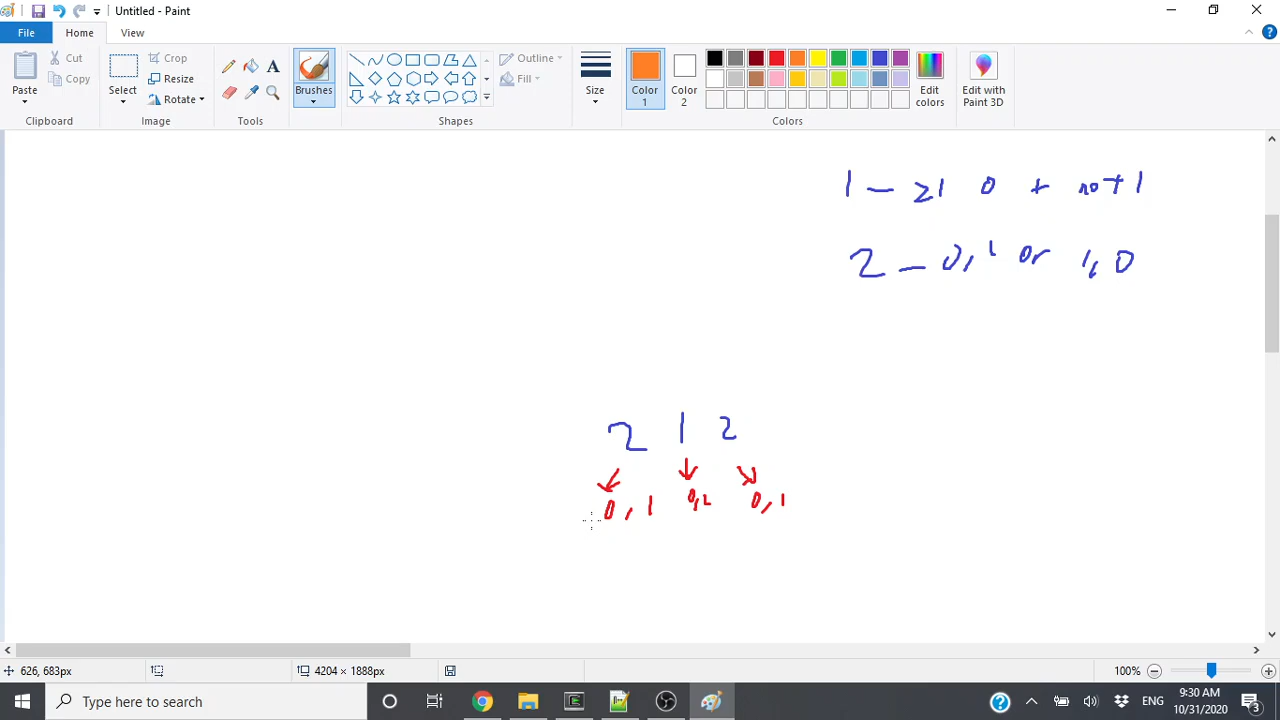 Untitled - Paint
File Home View
Paste Cut Copy Clipboard
Select Crop Resize Rotate Image
Tools
Brushes
Outline Fill Shapes
Size
Color 1 Color 2 Edit colors Colors
Edit with Paint 3D
1 - ≥1 0 + not 1
2 - 0,1 or 1,0
2 1 2
0,1 0,2 0,1
626, 683px 4204 × 1888px 100%
Type here to search ENG 9:30 AM
10/31/2020 3